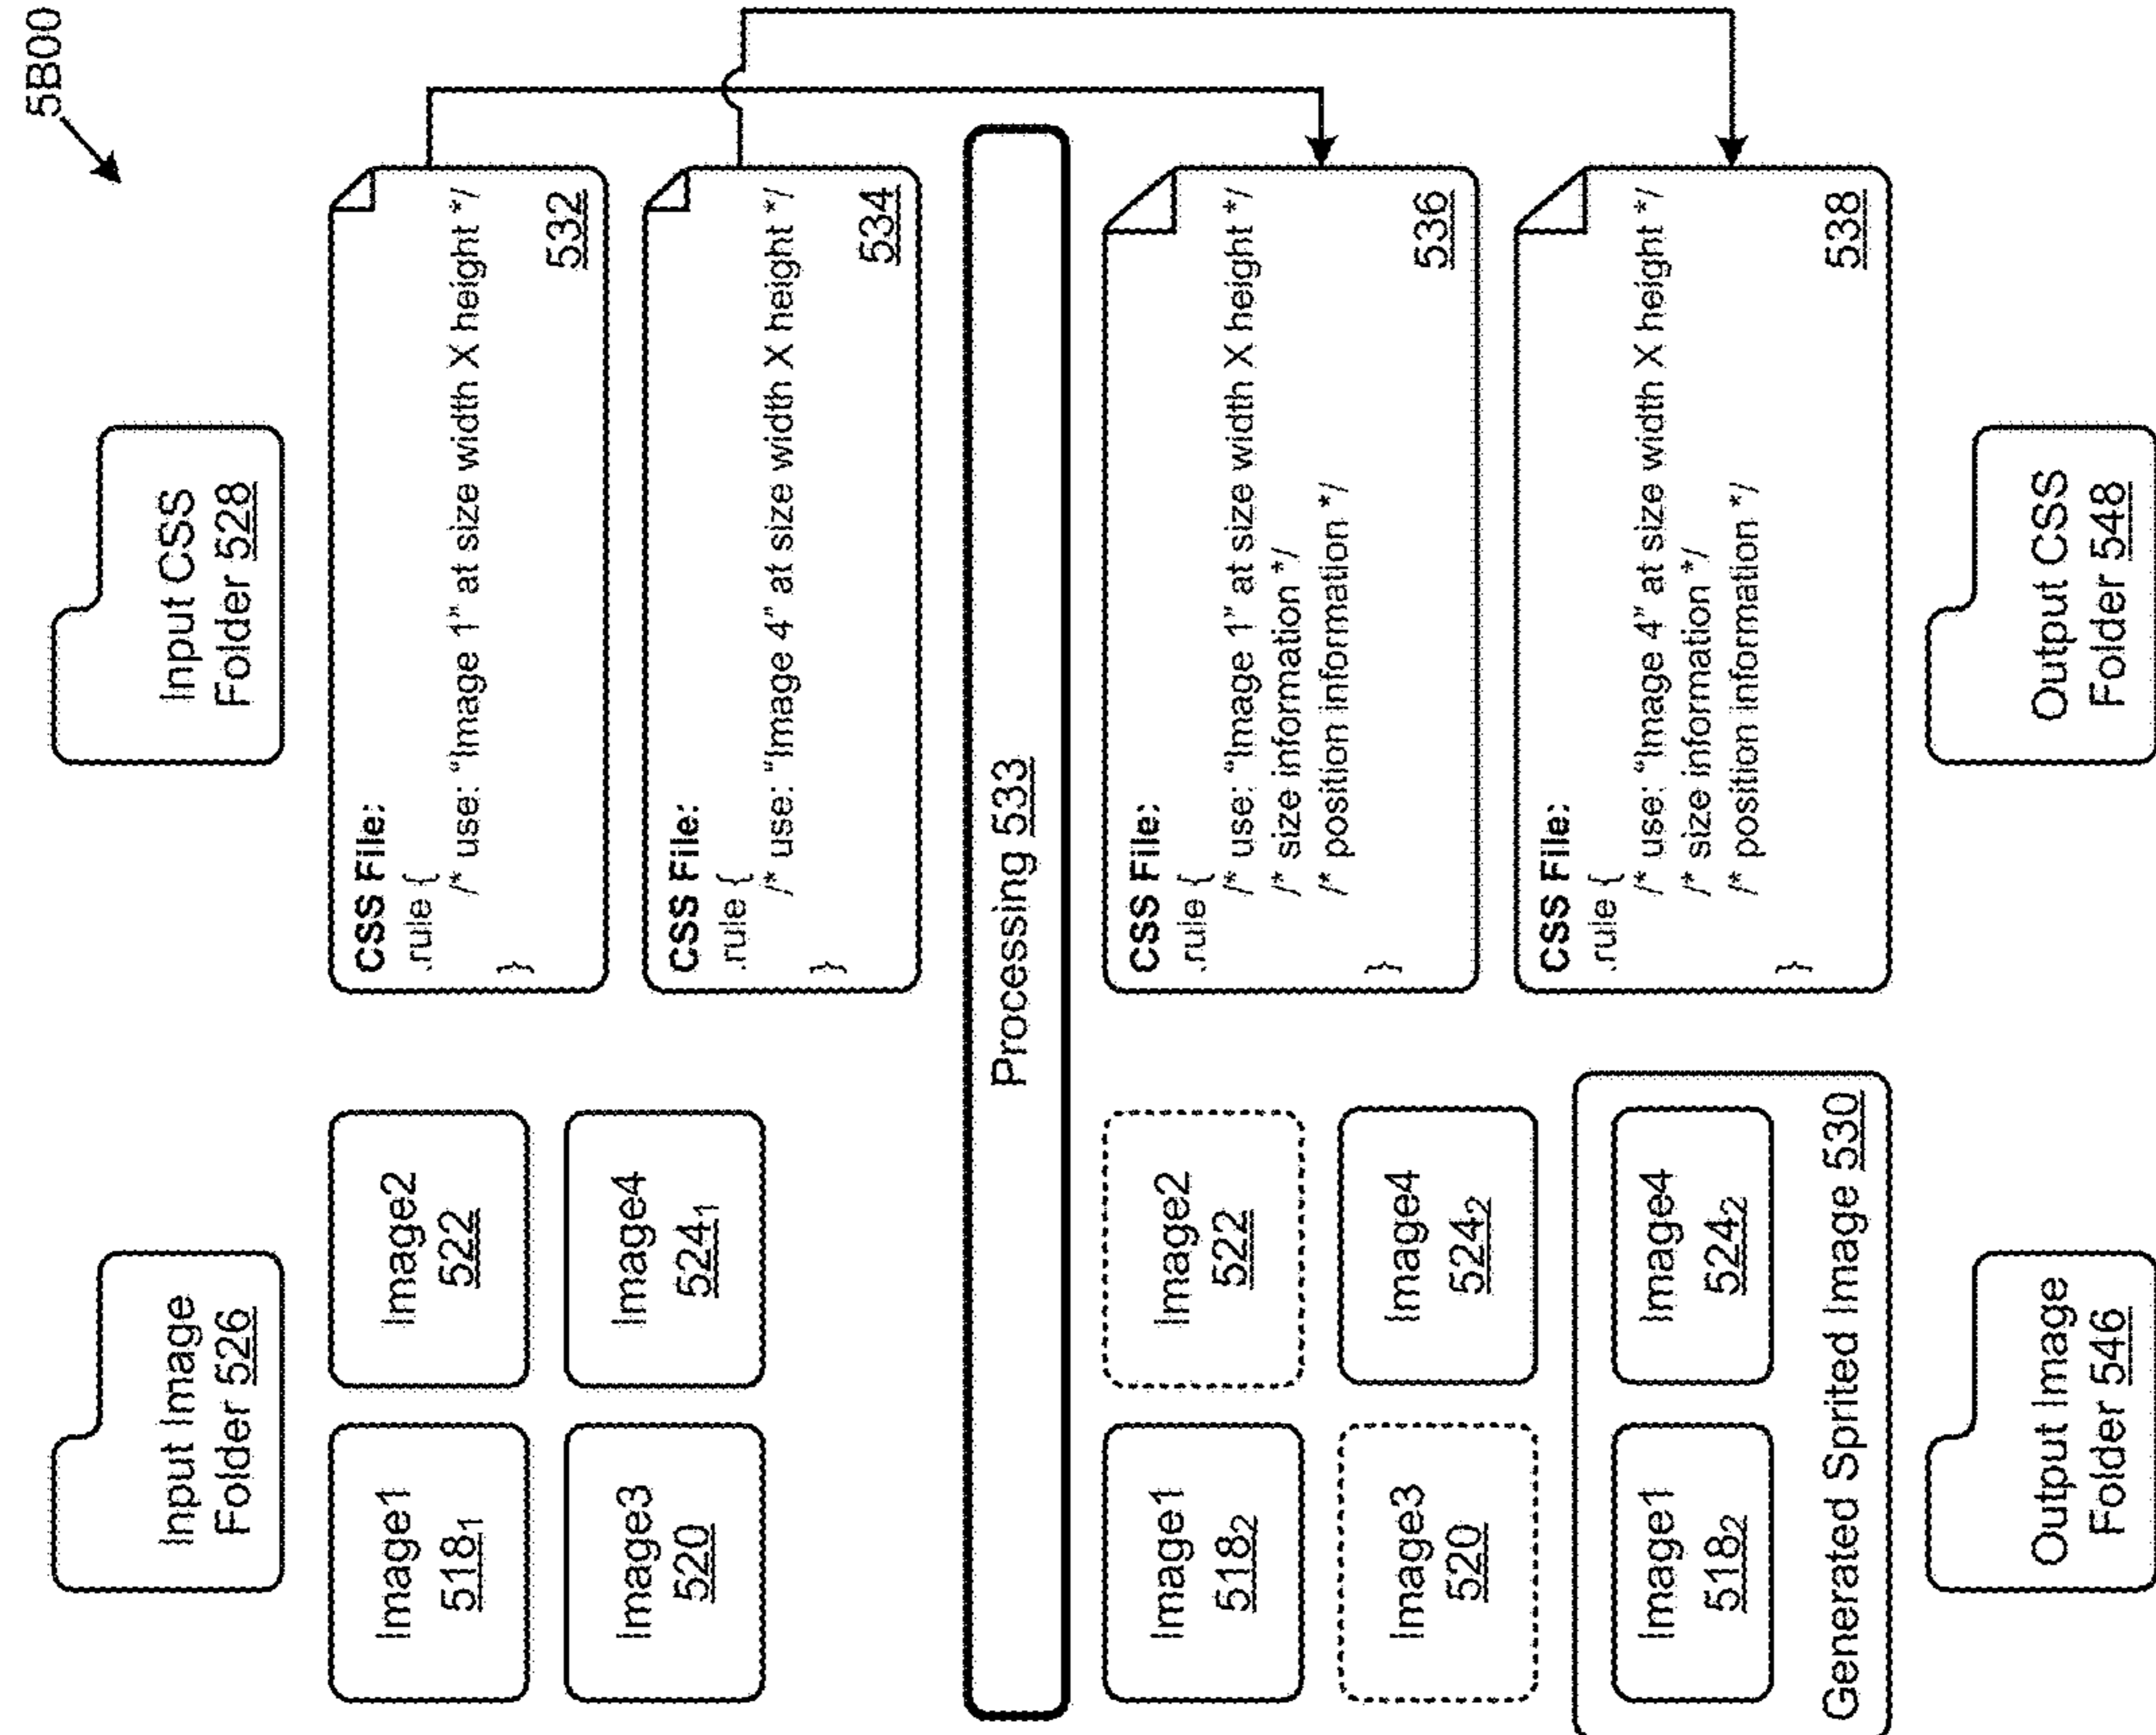 5B00
Input Image
Folder 526
Input CSS
Folder 528
Image1
518₁
Image2
522
Image3
520
Image4
524₁
CSS File:
.rule {
/* use: “Image 1” at size width X height */
}
532
CSS File:
.rule {
/* use: “Image 4” at size width X height */
}
534
Processing 533
Image1
518₂
Image2
522
Image3
520
Image4
524₂
Image1
518₂
Image4
524₂
Generated Sprited Image 530
CSS File:
.rule {
/* use: “Image 1” at size width X height */
/* size information */
/* position information */
}
536
CSS File:
.rule {
/* use: “Image 4” at size width X height */
/* size information */
/* position information */
}
538
Output Image
Folder 546
Output CSS
Folder 548